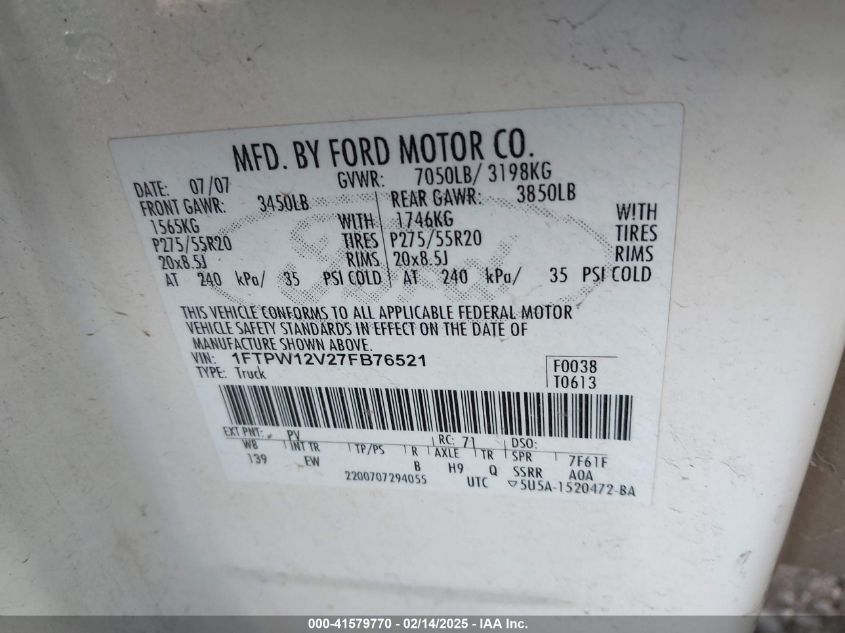 MFD. BY FORD MOTOR CO.
DATE: 07/07 GVWR: 7050LB/ 3198KG
FRONT GAWR: 3450LB REAR GAWR: 3850LB
1565KG WITH 1746KG WITH
P275/55R20 TIRES P275/55R20 TIRES
20x8.5J RIMS 20x8.5J RIMS
AT 240 kPa/ 35 PSI COLD AT 240 kPa/ 35 PSI COLD
Ford
THIS VEHICLE CONFORMS TO ALL APPLICABLE FEDERAL MOTOR
VEHICLE SAFETY STANDARDS IN EFFECT ON THE DATE OF
MANUFACTURE SHOWN ABOVE.
VIN: 1FTPW12V27FB76521 F0038
TYPE: Truck T0613
EXT PNT: PV RC: 71 DSO:
WB INT TR TP/PS R AXLE TR SPR 7F61F
139 EW B H9 Q SSRR AOA
2200707294055 UTC ▽5U5A-1520472-BA
000-41579770 - 02/14/2025 - IAA Inc.